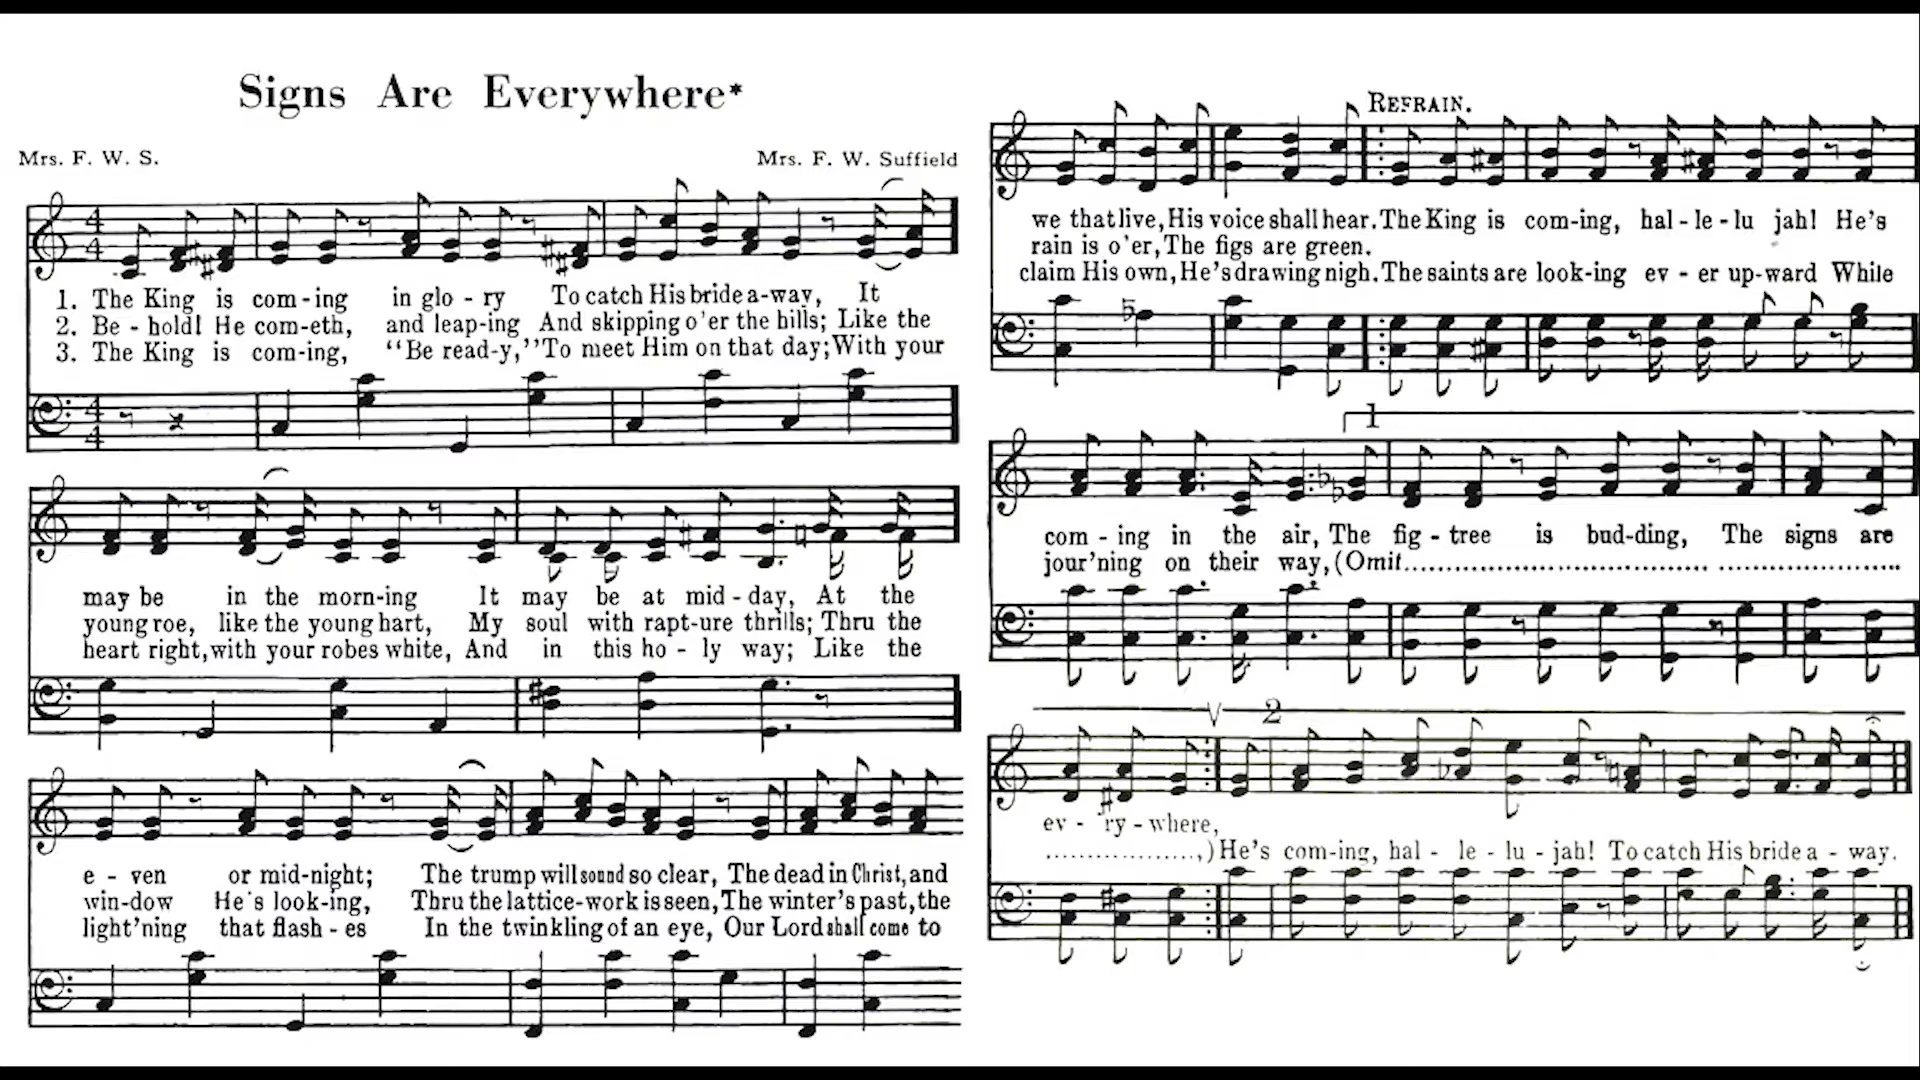 Signs Are Everywhere*
Mrs. F. W. S.
Mrs. F. W. Suffield
4
4
1. The King is com-ing in glo-ry To catch His bride a-way, It
2. Be-hold! He com-eth, and leap-ing And skipping o'er the hills; Like the
3. The King is com-ing, “Be read-y,” To meet Him on that day; With your
4
4
may be in the morn-ing It may be at mid-day, At the
young roe, like the young hart, My soul with rapt-ure thrills; Thru the
heart right, with your robes white, And in this ho-ly way; Like the
e-ven or mid-night; The trump will sound so clear, The dead in Christ, and
win-dow He's look-ing, Thru the lattice-work is seen, The winter's past, the
light'ning that flash-es In the twinkling of an eye, Our Lord shall come to
REFRAIN.
we that live, His voice shall hear. The King is com-ing, hal-le-lu jah! He's
rain is o'er, The figs are green.
claim His own, He's drawing nigh. The saints are look-ing ev-er up-ward While
1
com-ing in the air, The fig-tree is bud-ding, The signs are
jour'ning on their way, (Omit..............................................................
2
ev-'ry-where,
..................,) He's com-ing, hal-le-lu-jah! To catch His bride a-way.